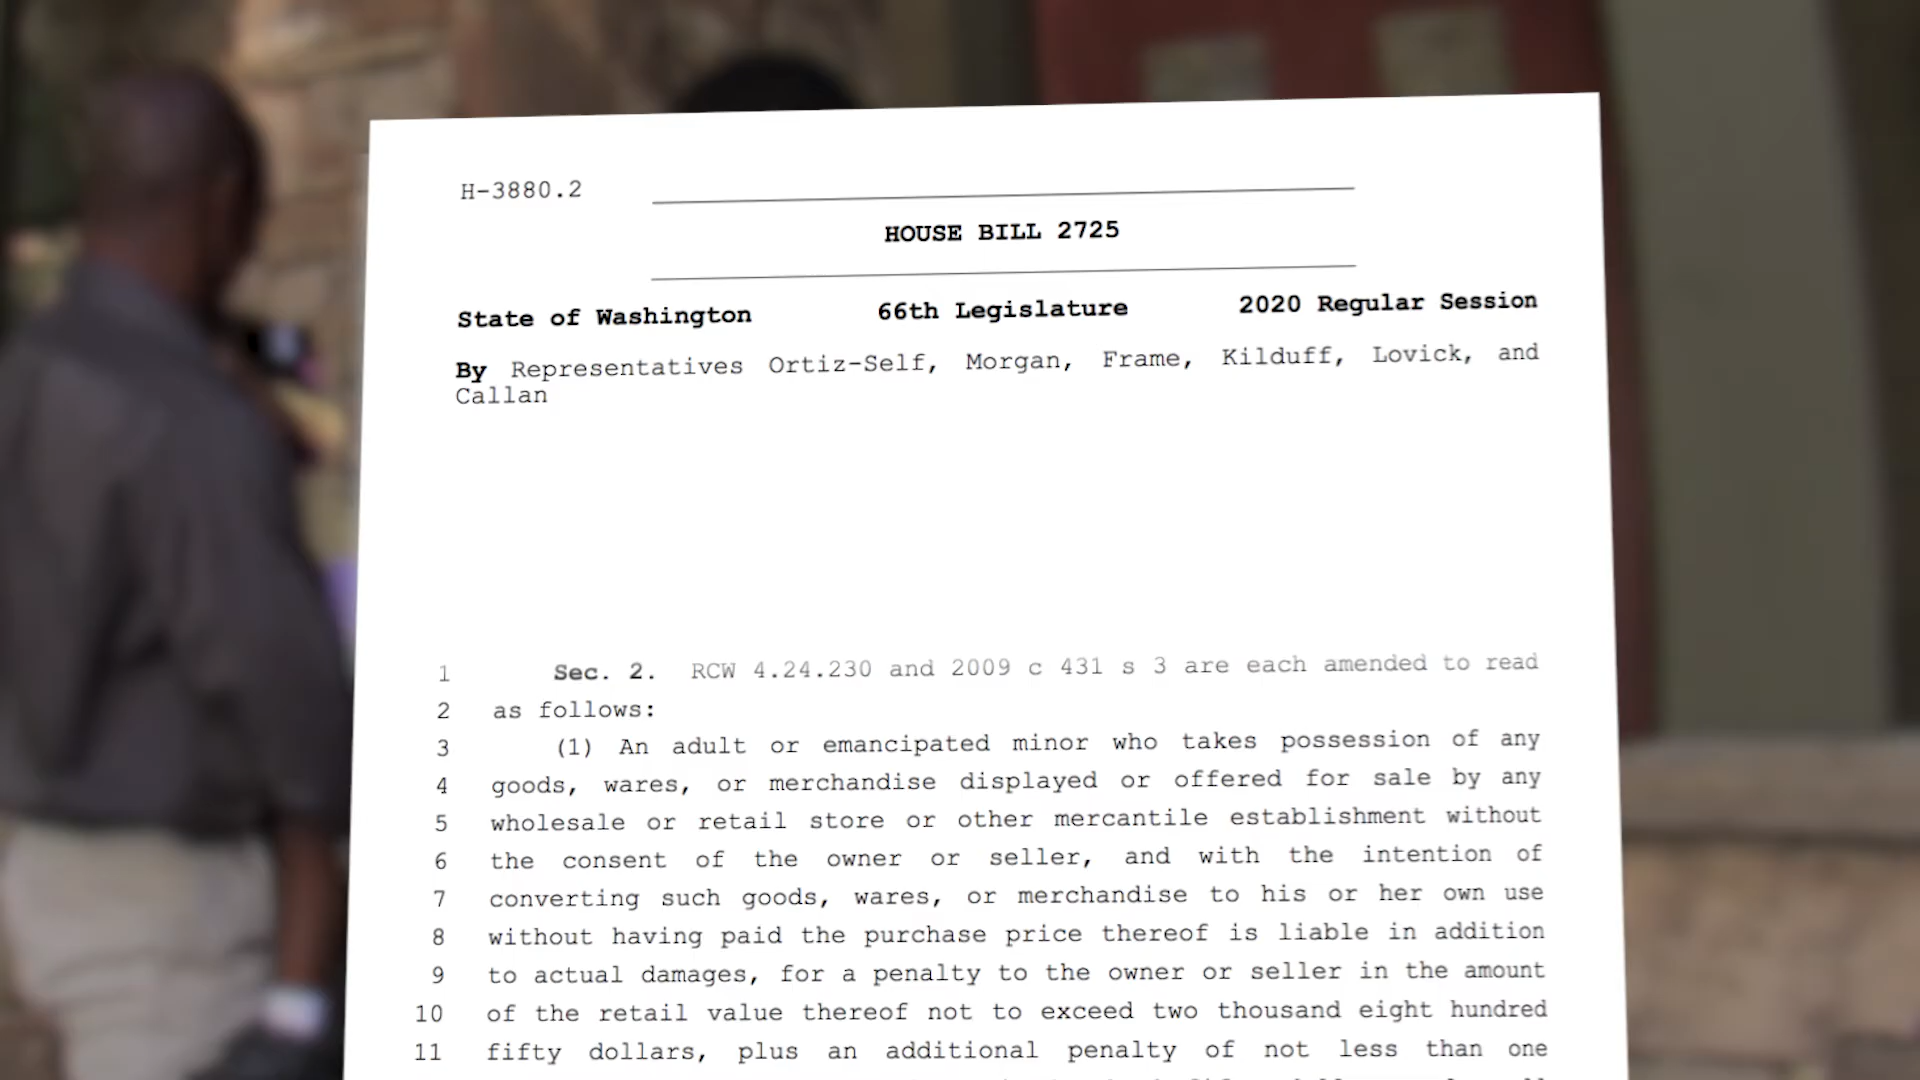 H-3880.2
HOUSE BILL 2725
State of Washington 66th Legislature 2020 Regular Session
By Representatives Ortiz-Self, Morgan, Frame, Kilduff, Lovick, and
Callan
1 Sec. 2. RCW 4.24.230 and 2009 c 431 s 3 are each amended to read
2 as follows:
3 (1) An adult or emancipated minor who takes possession of any
4 goods, wares, or merchandise displayed or offered for sale by any
5 wholesale or retail store or other mercantile establishment without
6 the consent of the owner or seller, and with the intention of
7 converting such goods, wares, or merchandise to his or her own use
8 without having paid the purchase price thereof is liable in addition
9 to actual damages, for a penalty to the owner or seller in the amount
10 of the retail value thereof not to exceed two thousand eight hundred
11 fifty dollars, plus an additional penalty of not less than one